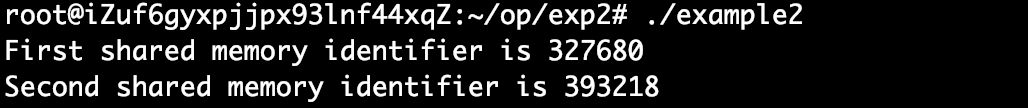 root@iZuf6gyxpjjpx93lnf44xqZ:~/op/exp2# ./example2
First shared memory identifier is 327680
Second shared memory identifier is 393218